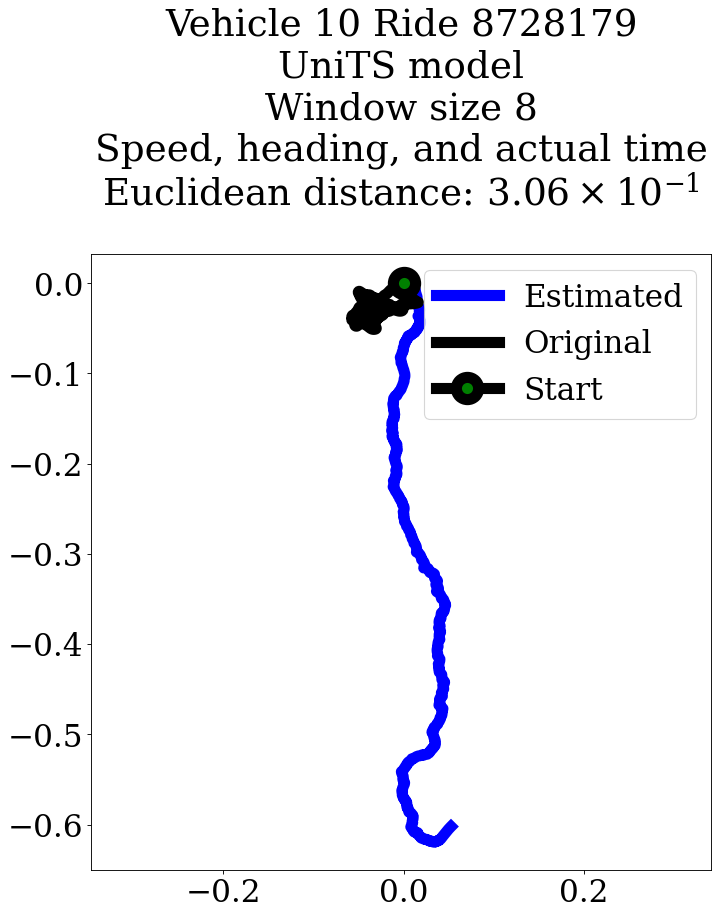 Vehicle 10 Ride 8728179
UniTS model
Window size 8
Speed, heading, and actual time
Euclidean distance: 3.06 × 10⁻¹
Estimated
Original
Start
0.0
−0.1
−0.2
−0.3
−0.4
−0.5
−0.6
−0.2 0.0 0.2